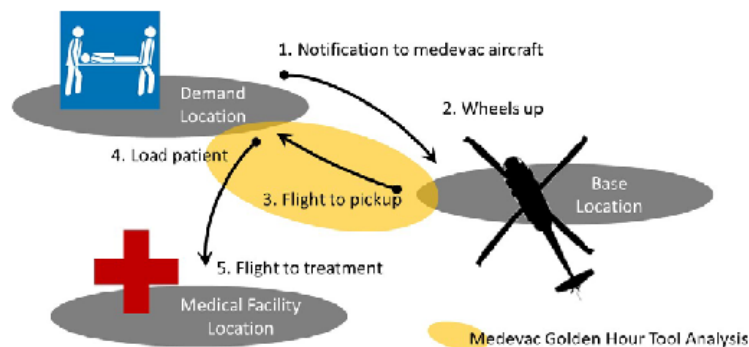 1. Notification to medevac aircraft
Demand
Location
2. Wheels up
4. Load patient
3. Flight to pickup
Base
Location
5. Flight to treatment
Medical Facility
Location
Medevac Golden Hour Tool Analysis